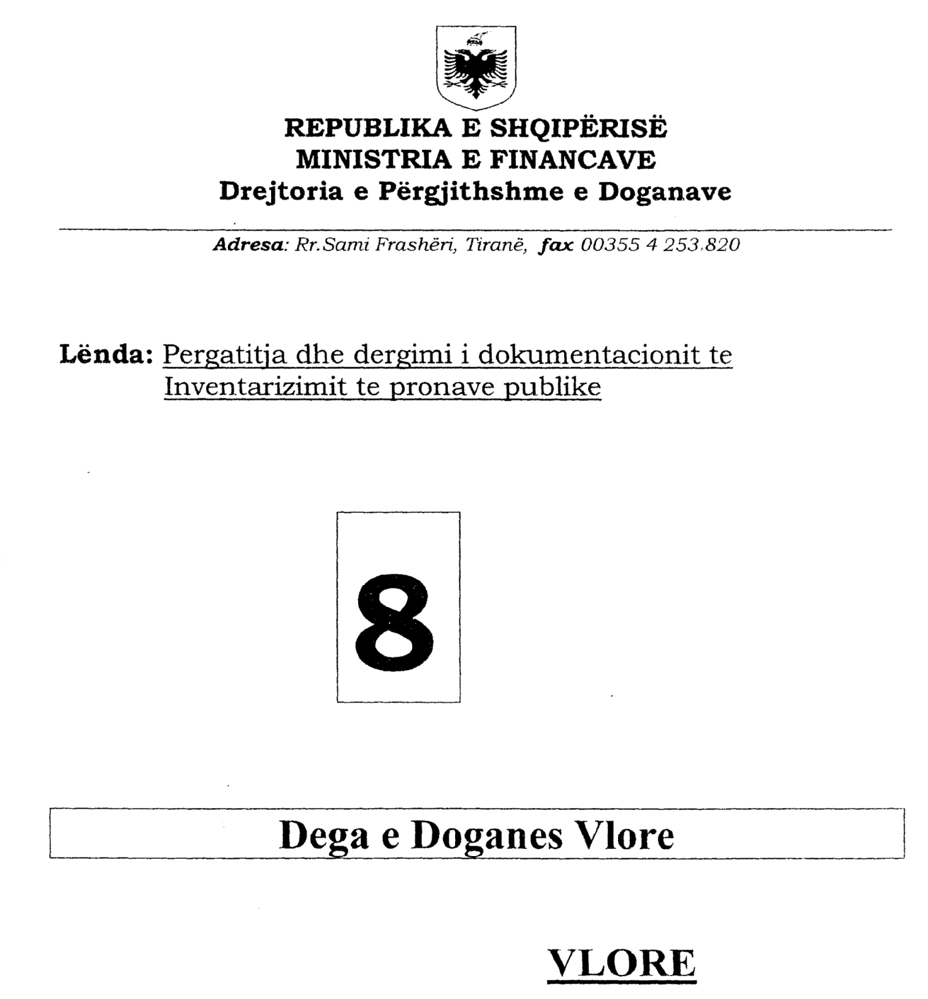 REPUBLIKA E SHQIPËRISË
MINISTRIA E FINANCAVE
Drejtoria e Përgjithshme e Doganave
Adresa: Rr.Sami Frashëri, Tiranë, fax 00355 4 253.820
Lënda: Pergatitja dhe dergimi i dokumentacionit te
Inventarizimit te pronave publike
8
Dega e Doganes Vlore
VLORE